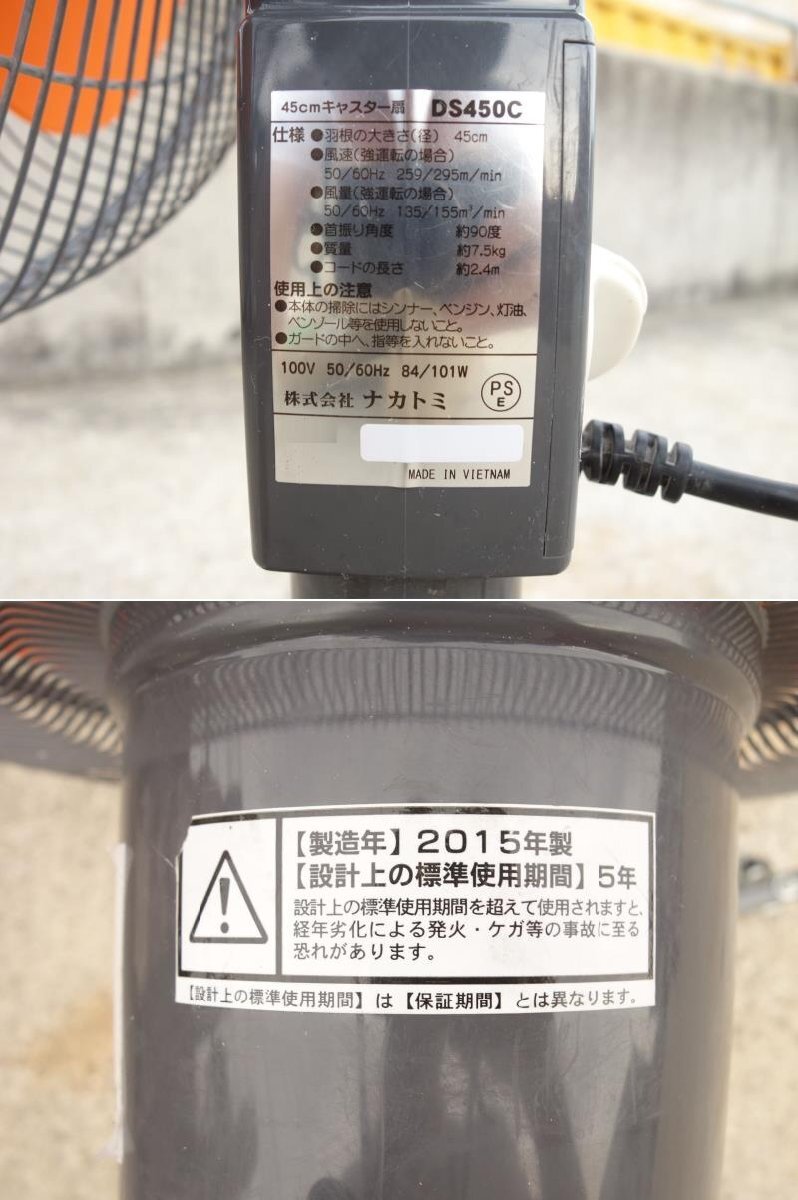 45cmキャスター扇 DS450C
仕様 ●羽根の大きさ(径) 45cm
●風速(強運転の場合)
50/60Hz 259/295m/min
●風量(強運転の場合)
50/60Hz 135/155m³/min
●首振り角度 約90度
●質量 約7.5kg
●コードの長さ 約2.4m
使用上の注意
●本体の掃除にはシンナー、ベンジン、灯油、
ベンゾール等を使用しないこと。
●ガードの中へ、指等を入れないこと。
100V 50/60Hz 84/101W
株式会社 ナカトミ
PS
E
MADE IN VIETNAM
【製造年】2015年製
【設計上の標準使用期間】5年
設計上の標準使用期間を超えて使用されますと、
経年劣化による発火・ケガ等の事故に至る
恐れがあります。
【設計上の標準使用期間】は【保証期間】とは異なります。